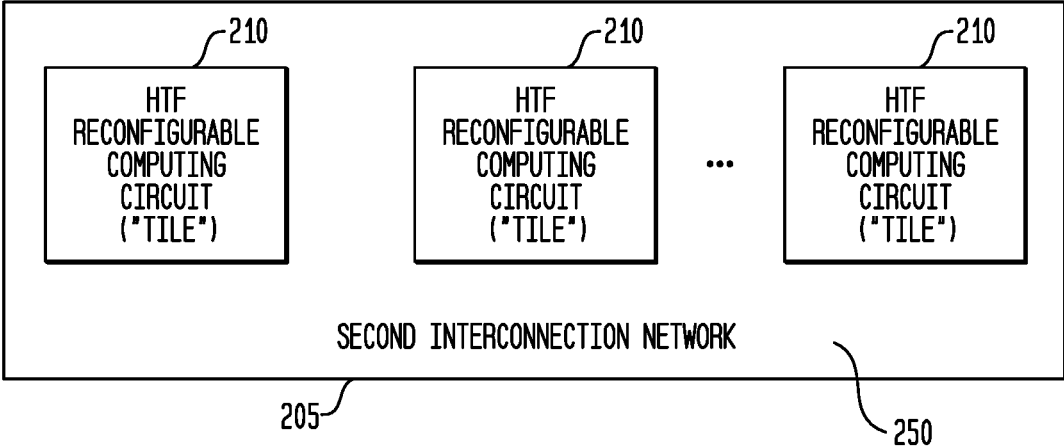 210
210
210
HTF
RECONFIGURABLE
COMPUTING
CIRCUIT
("TILE")
HTF
RECONFIGURABLE
COMPUTING
CIRCUIT
("TILE")
...
HTF
RECONFIGURABLE
COMPUTING
CIRCUIT
("TILE")
SECOND INTERCONNECTION NETWORK
205
250